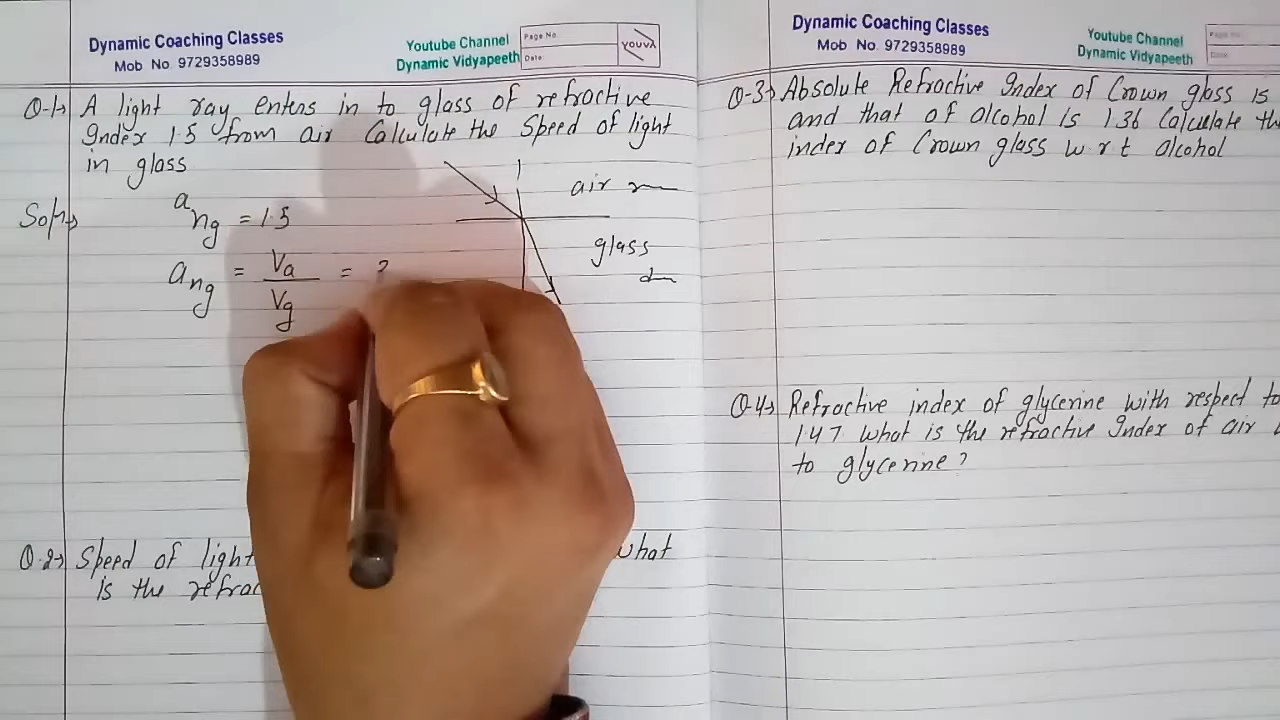 Dynamic Coaching Classes
Mob No. 9729358989
Youtube Channel
Dynamic Vidyapeeth
Page No.
Date
YOUVA
Q-1→ A light ray enters in to glass of refractive
Index 1.5 from air Calculate the Speed of light
in glass
Soln→
a
ng = 1.5
air
glass
ang = Va = 3
Vg
Q.2→ Speed of light what
is the refrac
Dynamic Coaching Classes
Mob No. 9729358989
Youtube Channel
Dynamic Vidyapeeth
Q-3→ Absolute Refractive Index of Crown glass is
and that of alcohol is 1.36 Calculate the
index of Crown glass w r t alcohol
Q.4→ Refractive index of glycerine with respect to
1.47. What is the refractive Index of air
to glycerine?